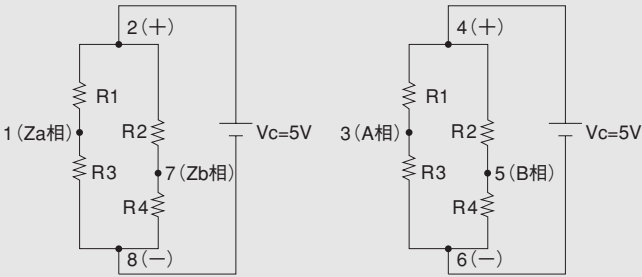 2(＋)
R1
1(Za相)
R2
Vc=5V
R3
7(Zb相)
R4
8(－)
4(＋)
R1
3(A相)
R2
Vc=5V
R3
5(B相)
R4
6(－)